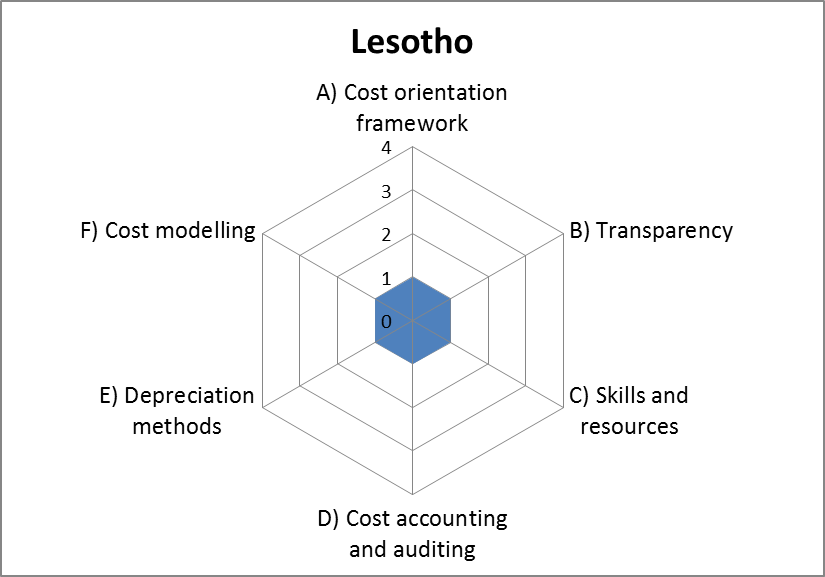 Lesotho
A) Cost orientation
framework
4
3
2
1
0
B) Transparency
C) Skills and
resources
D) Cost accounting
and auditing
E) Depreciation
methods
F) Cost modelling